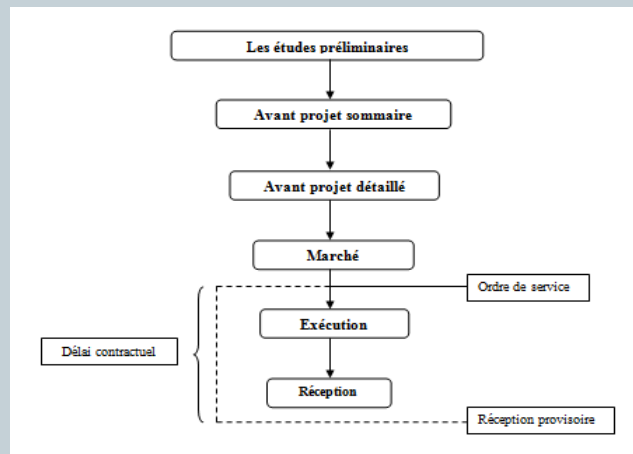 Les études préliminaires
Avant projet sommaire
Avant projet détaillé
Marché
Ordre de service
Exécution
Délai contractuel
Réception
Réception provisoire